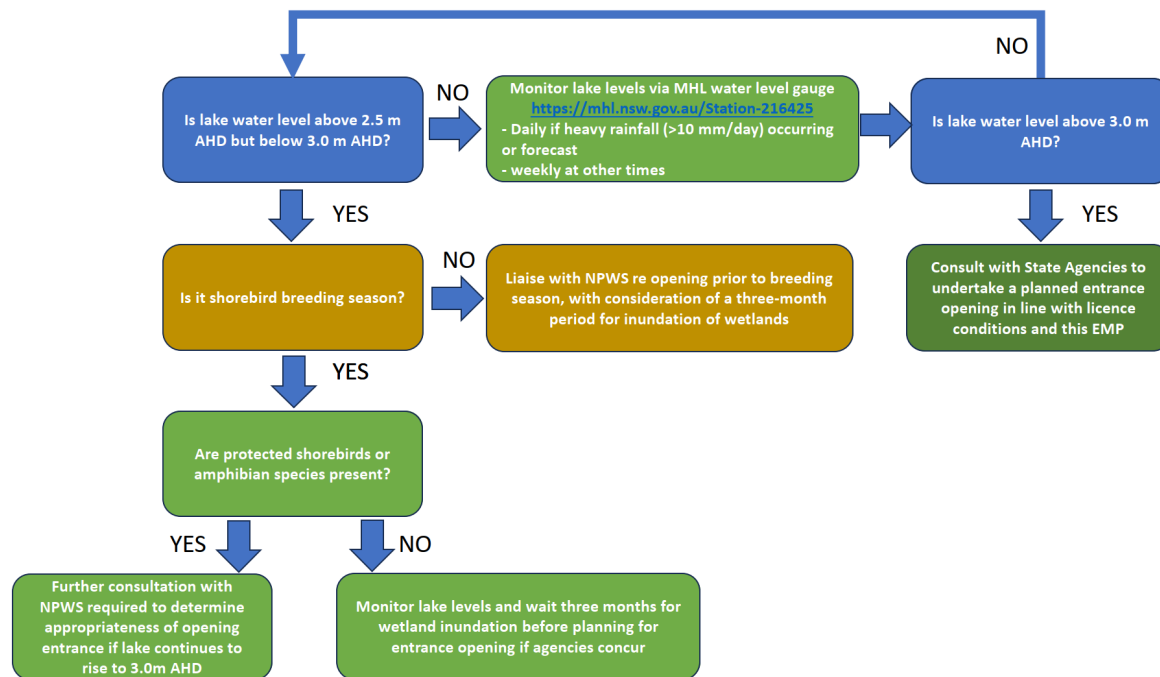 NO
Is lake water level above 2.5 m
AHD but below 3.0 m AHD?
NO
Monitor lake levels via MHL water level gauge
https://mhl.nsw.gov.au/Station-216425
- Daily if heavy rainfall (>10 mm/day) occurring
or forecast
- weekly at other times
Is lake water level above 3.0 m
AHD?
YES
YES
Is it shorebird breeding season?
NO
Liaise with NPWS re opening prior to breeding
season, with consideration of a three-month
period for inundation of wetlands
Consult with State Agencies to
undertake a planned entrance
opening in line with licence
conditions and this EMP
YES
Are protected shorebirds or
amphibian species present?
YES
NO
Further consultation with
NPWS required to determine
appropriateness of opening
entrance if lake continues to
rise to 3.0m AHD
Monitor lake levels and wait three months for
wetland inundation before planning for
entrance opening if agencies concur